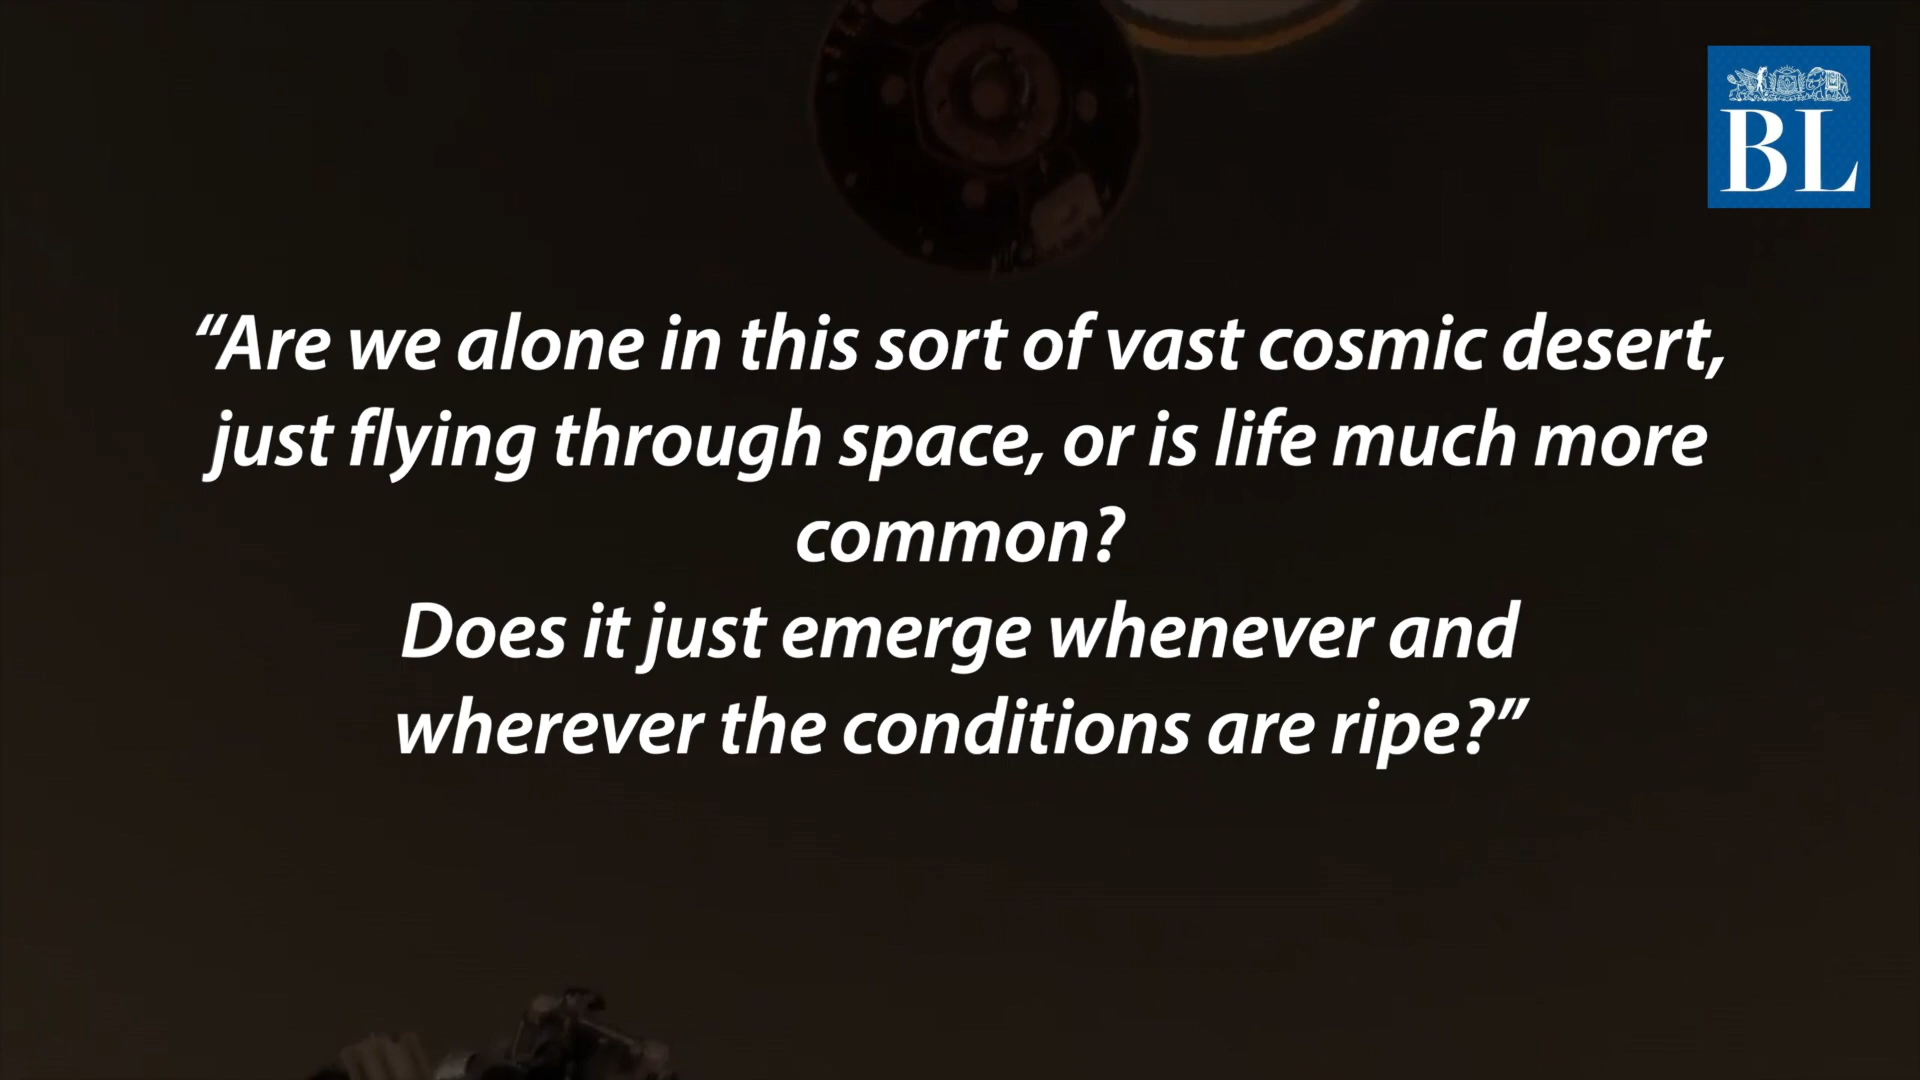 BL
“Are we alone in this sort of vast cosmic desert,
just flying through space, or is life much more
common?
Does it just emerge whenever and
wherever the conditions are ripe?”